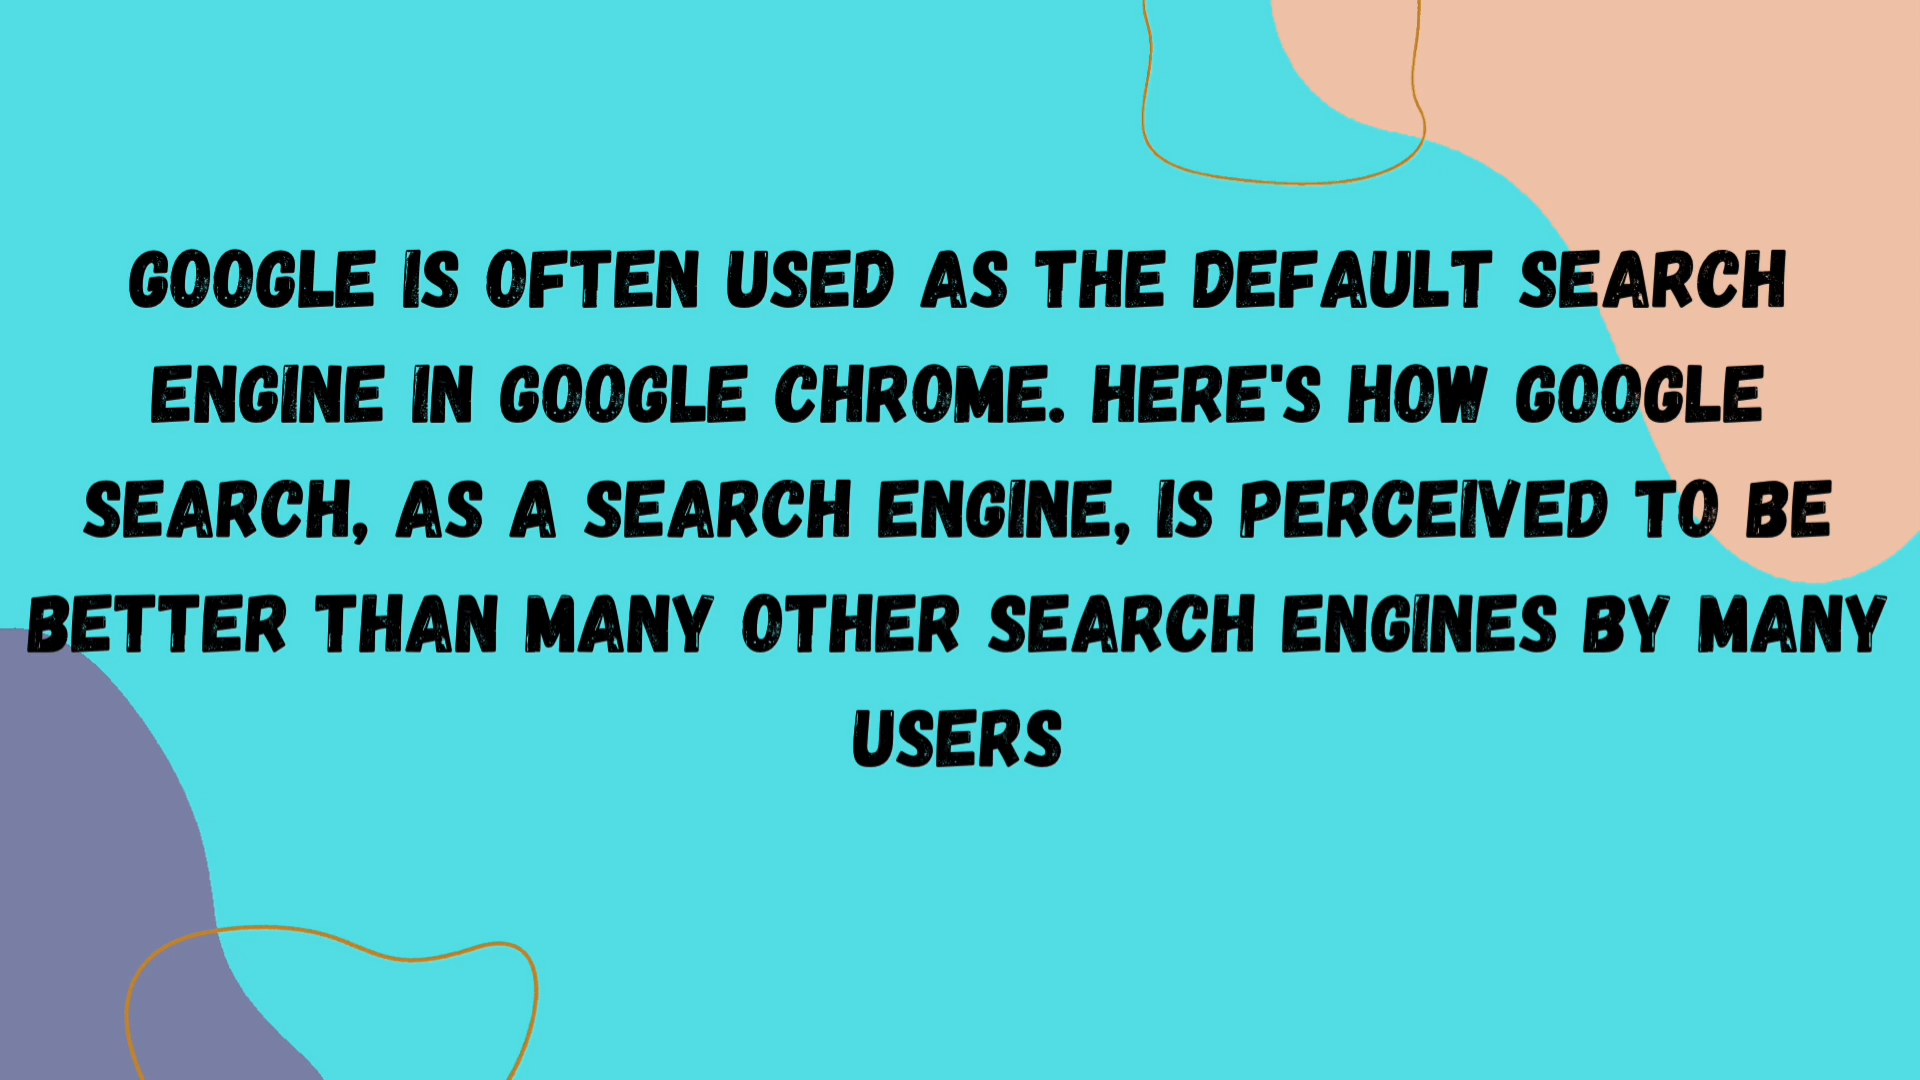 GOOGLE IS OFTEN USED AS THE DEFAULT SEARCH
ENGINE IN GOOGLE CHROME. HERE'S HOW GOOGLE
SEARCH, AS A SEARCH ENGINE, IS PERCEIVED TO BE
BETTER THAN MANY OTHER SEARCH ENGINES BY MANY
USERS